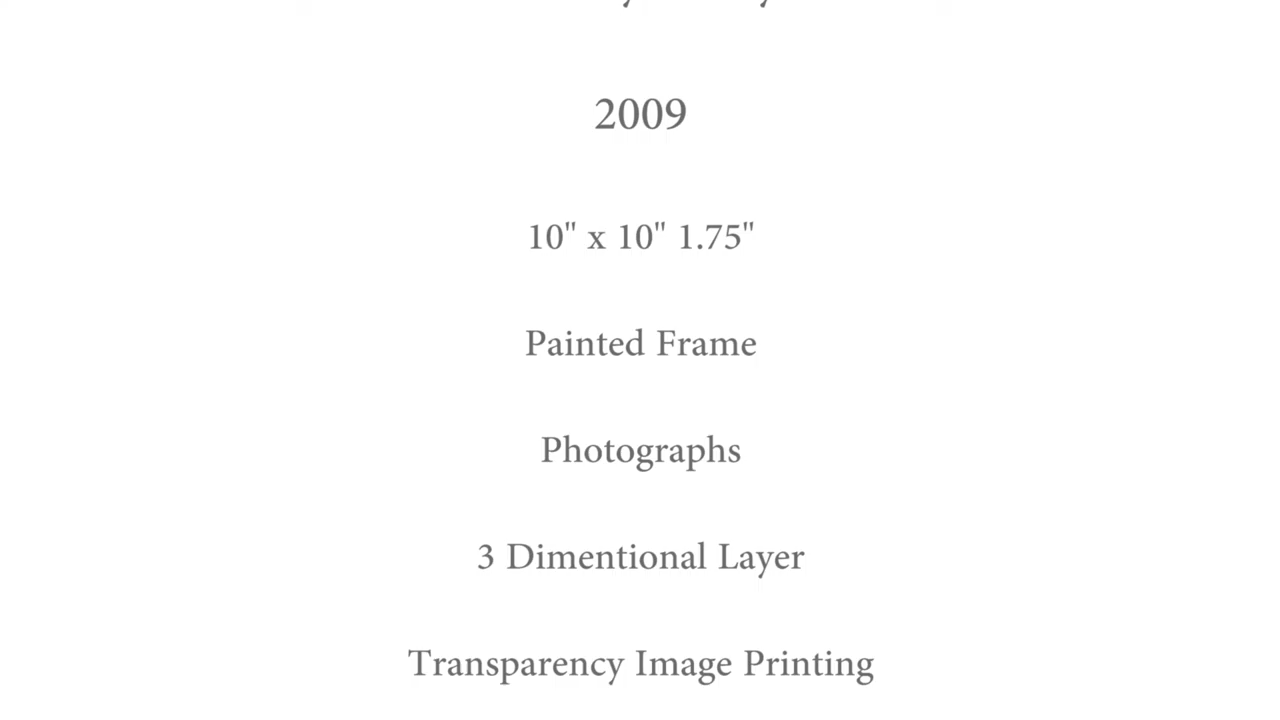 2009
10" x 10" 1.75"
Painted Frame
Photographs
3 Dimentional Layer
Transparency Image Printing